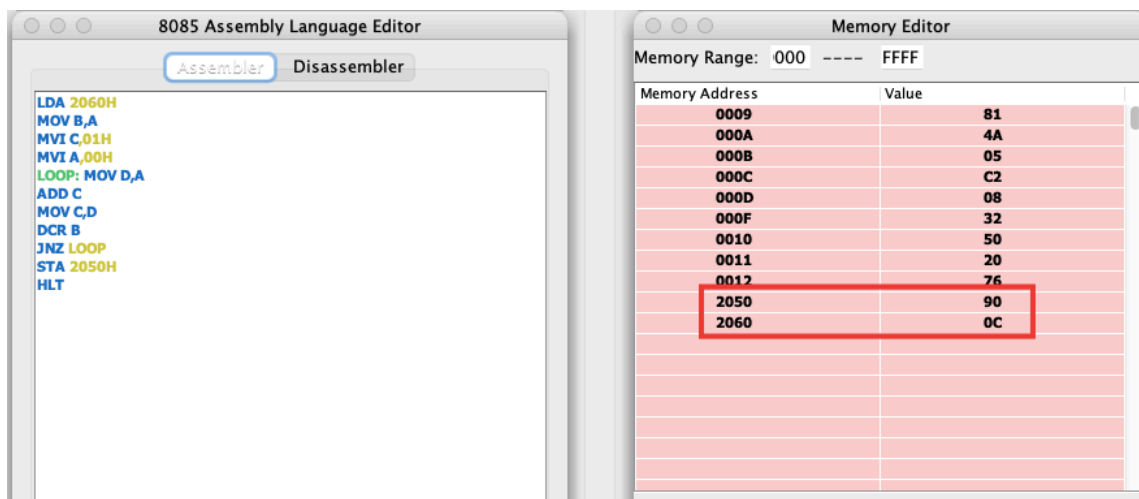 8085 Assembly Language Editor
Assembler Disassembler
LDA 2060H
MOV B,A
MVI C,01H
MVI A,00H
LOOP: MOV D,A
ADD C
MOV C,D
DCR B
JNZ LOOP
STA 2050H
HLT
Memory Editor
Memory Range: 000 ---- FFFF
Memory Address Value
0009 81
000A 4A
000B 05
000C C2
000D 08
000F 32
0010 50
0011 20
0012 76
2050 90
2060 0C